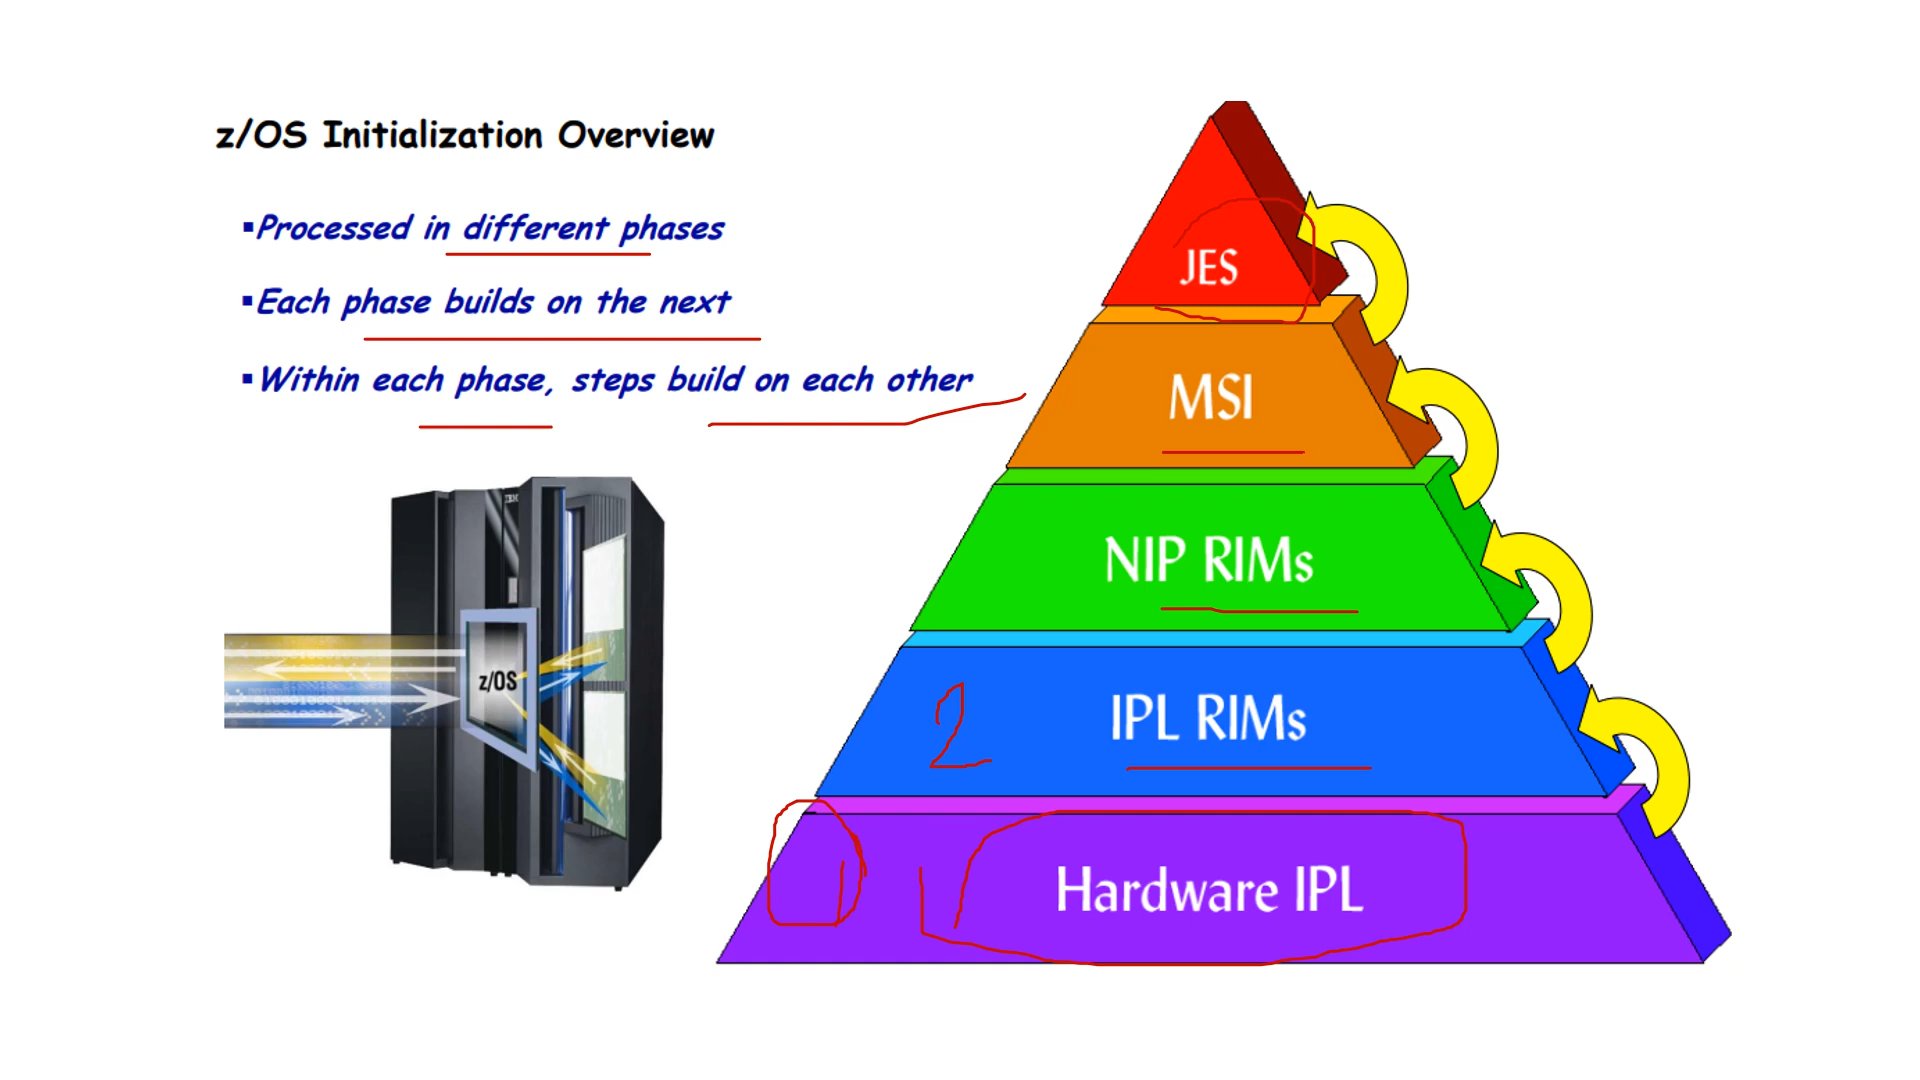 z/OS Initialization Overview
▪Processed in different phases
▪Each phase builds on the next
▪Within each phase, steps build on each other
JES
MSI
NIP RIMs
2 IPL RIMs
1 Hardware IPL
IBM
z/OS